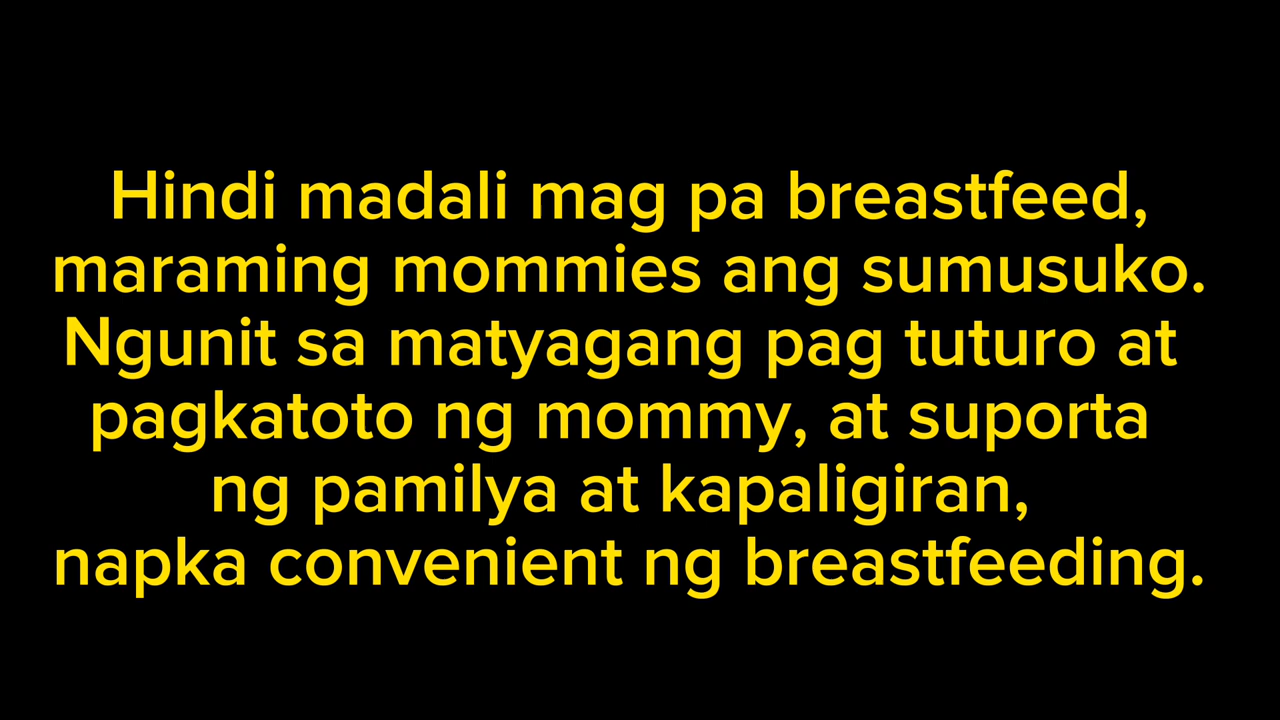 Hindi madali mag pa breastfeed,
maraming mommies ang sumusuko.
Ngunit sa matyagang pag tuturo at
pagkatoto ng mommy, at suporta
ng pamilya at kapaligiran,
napka convenient ng breastfeeding.